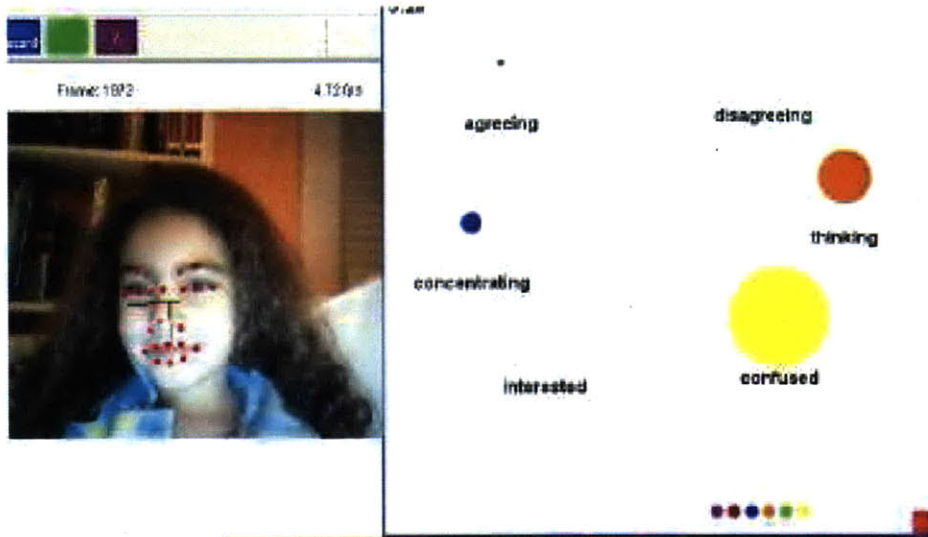 Frame: 1872
agreeing
disagreeing
thinking
concentrating
interested
confused